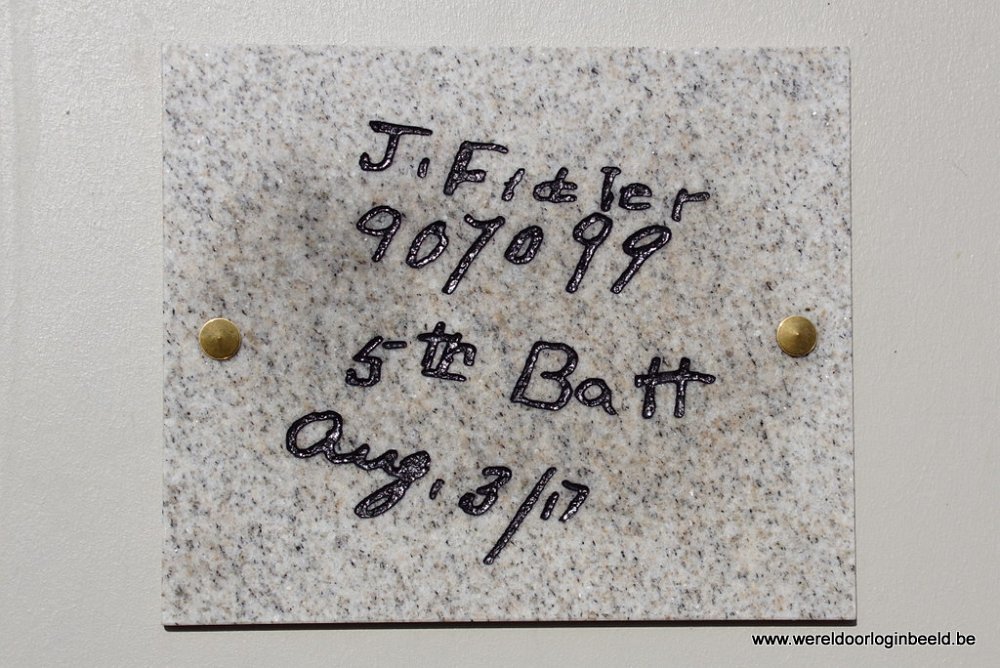 J. Fidler
907099
5th Batt
Aug. 3/17
www.wereldoorloginbeeld.be